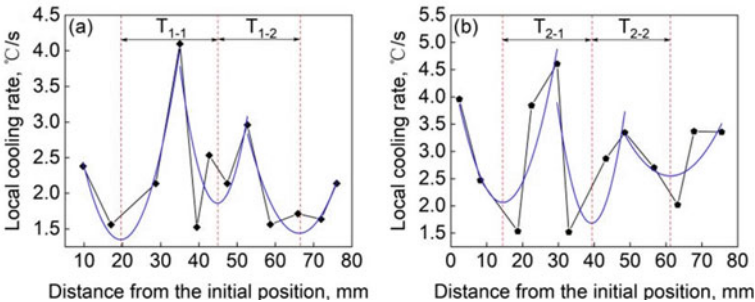 (a)
T1-1
T1-2
4.5
4.0
3.5
3.0
2.5
2.0
1.5
Local cooling rate, ℃/s
10 20 30 40 50 60 70 80
Distance from the initial position, mm
(b)
T2-1
T2-2
5.5
5.0
4.5
4.0
3.5
3.0
2.5
2.0
1.5
Local cooling rate, ℃/s
0 10 20 30 40 50 60 70 80
Distance from the initial position, mm